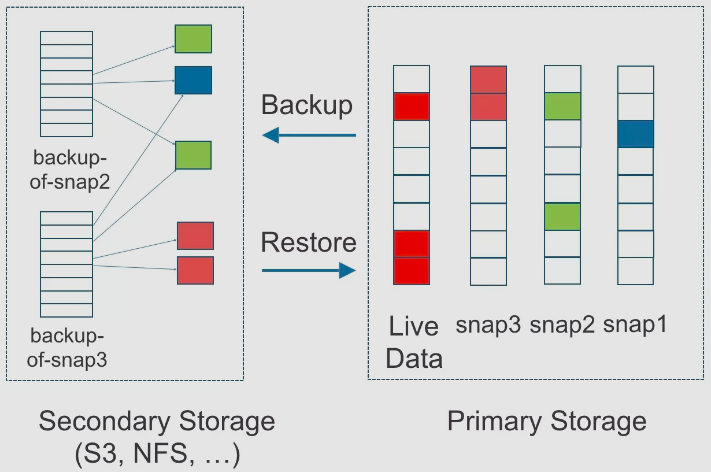 backup-
of-snap2
backup-
of-snap3
Backup
Restore
Live
Data
snap3 snap2 snap1
Secondary Storage
(S3, NFS, …)
Primary Storage